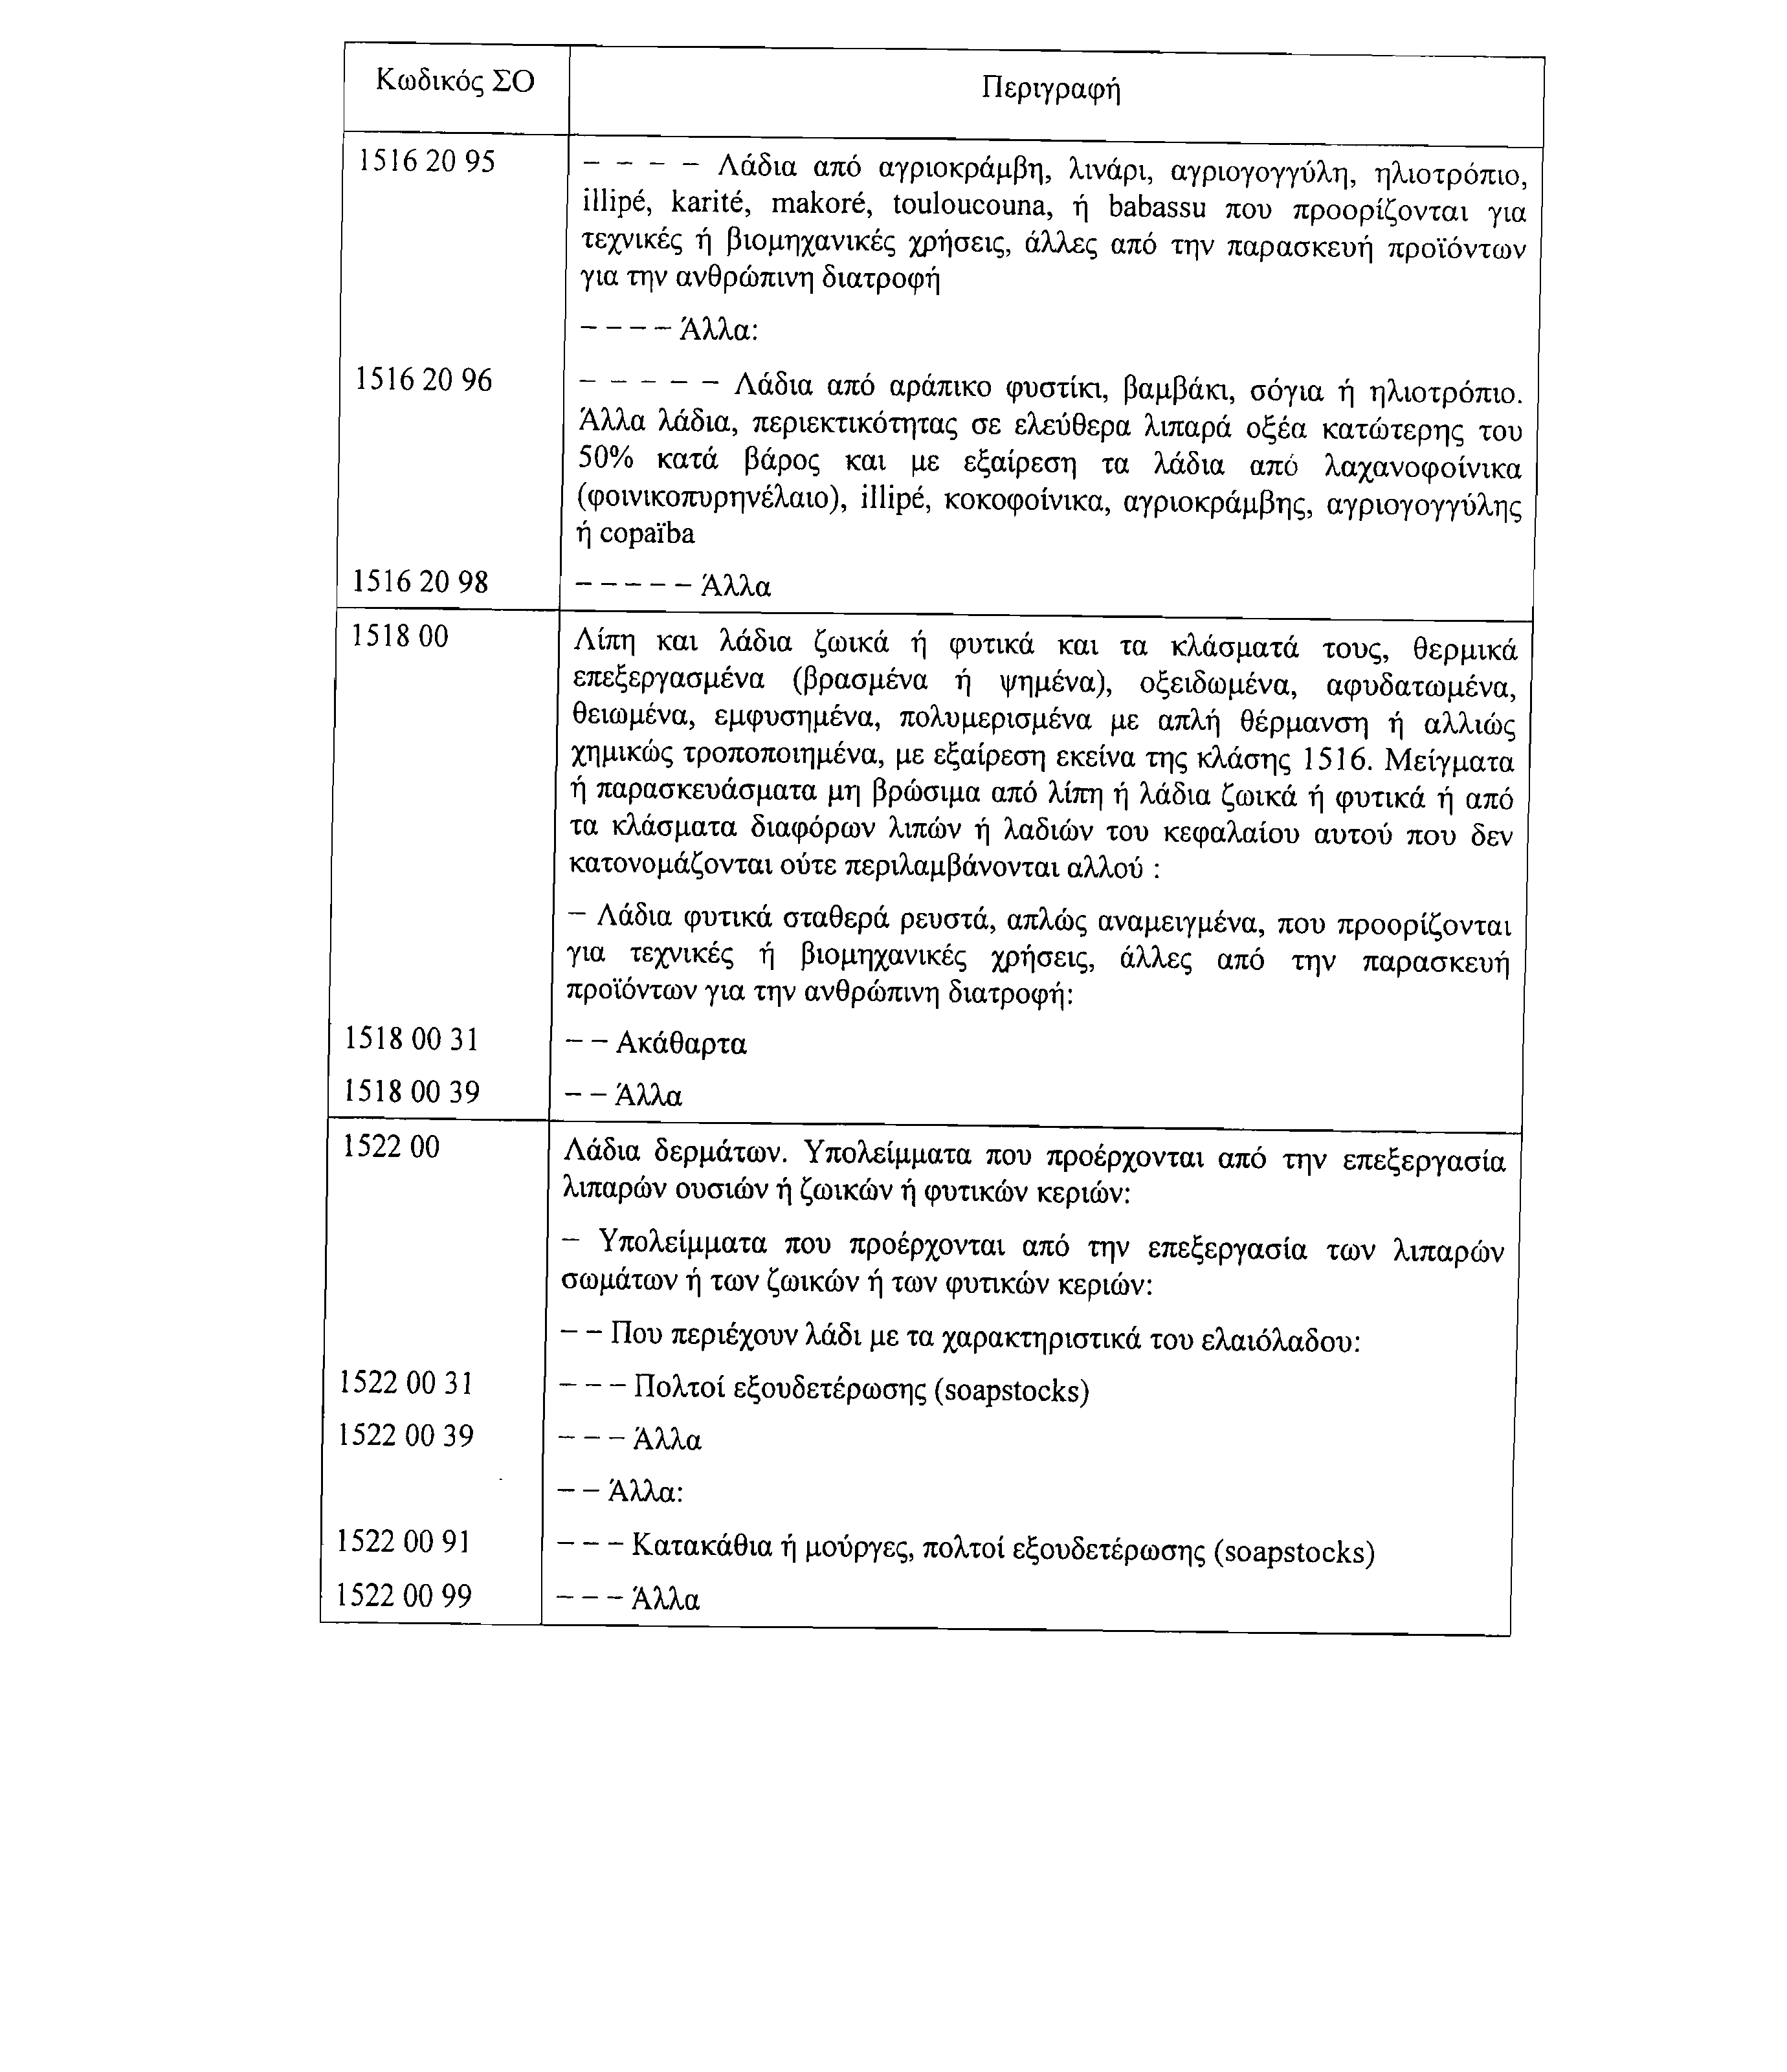 Κωδικός ΣΟ
Περιγραφή
1516 20 95
– – – – Λάδια από αγριοκράμβη, λινάρι, αγριογογγύλη, ηλιοτρόπιο,
illipé, karité, makoré, touloucouna, ή babassu που προορίζονται για
τεχνικές ή βιομηχανικές χρήσεις, άλλες από την παρασκευή προϊόντων
για την ανθρώπινη διατροφή
– – – – Άλλα:
1516 20 96
– – – – – Λάδια από αράπικο φυστίκι, βαμβάκι, σόγια ή ηλιοτρόπιο.
Άλλα λάδια, περιεκτικότητας σε ελεύθερα λιπαρά οξέα κατώτερης του
50% κατά βάρος και με εξαίρεση τα λάδια από λαχανοφοίνικα
(φοινικοπυρηνέλαιο), illipé, κοκοφοίνικα, αγριοκράμβης, αγριογογγύλης
ή copaïba
1516 20 98
– – – – – Άλλα
1518 00
Λίπη και λάδια ζωικά ή φυτικά και τα κλάσματά τους, θερμικά
επεξεργασμένα (βρασμένα ή ψημένα), οξειδωμένα, αφυδατωμένα,
θειωμένα, εμφυσημένα, πολυμερισμένα με απλή θέρμανση ή αλλιώς
χημικώς τροποποιημένα, με εξαίρεση εκείνα της κλάσης 1516. Μείγματα
ή παρασκευάσματα μη βρώσιμα από λίπη ή λάδια ζωικά ή φυτικά ή από
τα κλάσματα διαφόρων λιπών ή λαδιών του κεφαλαίου αυτού που δεν
κατονομάζονται ούτε περιλαμβάνονται αλλού :
– Λάδια φυτικά σταθερά ρευστά, απλώς αναμειγμένα, που προορίζονται
για τεχνικές ή βιομηχανικές χρήσεις, άλλες από την παρασκευή
προϊόντων για την ανθρώπινη διατροφή:
1518 00 31
– – Ακάθαρτα
1518 00 39
– – Άλλα
1522 00
Λάδια δερμάτων. Υπολείμματα που προέρχονται από την επεξεργασία
λιπαρών ουσιών ή ζωικών ή φυτικών κεριών:
– Υπολείμματα που προέρχονται από την επεξεργασία των λιπαρών
σωμάτων ή των ζωικών ή των φυτικών κεριών:
– – Που περιέχουν λάδι με τα χαρακτηριστικά του ελαιόλαδου:
1522 00 31
– – – Πολτοί εξουδετέρωσης (soapstocks)
1522 00 39
– – – Άλλα
– – Άλλα:
1522 00 91
– – – Κατακάθια ή μούργες, πολτοί εξουδετέρωσης (soapstocks)
1522 00 99
– – – Άλλα